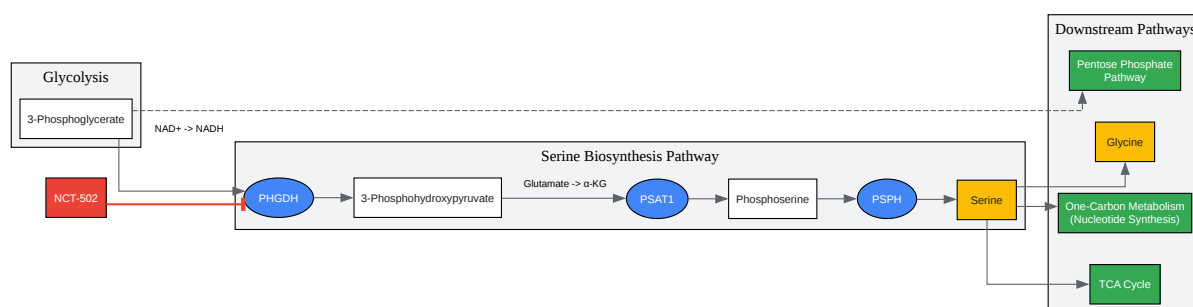 Downstream Pathways
Glycolysis
Pentose Phosphate
Pathway
3-Phosphoglycerate
NAD+ -> NADH
Glycine
Serine Biosynthesis Pathway
NCT-502
PHGDH
3-Phosphohydroxypyruvate
Glutamate -> α-KG
PSAT1
Phosphoserine
PSPH
Serine
One-Carbon Metabolism
(Nucleotide Synthesis)
TCA Cycle